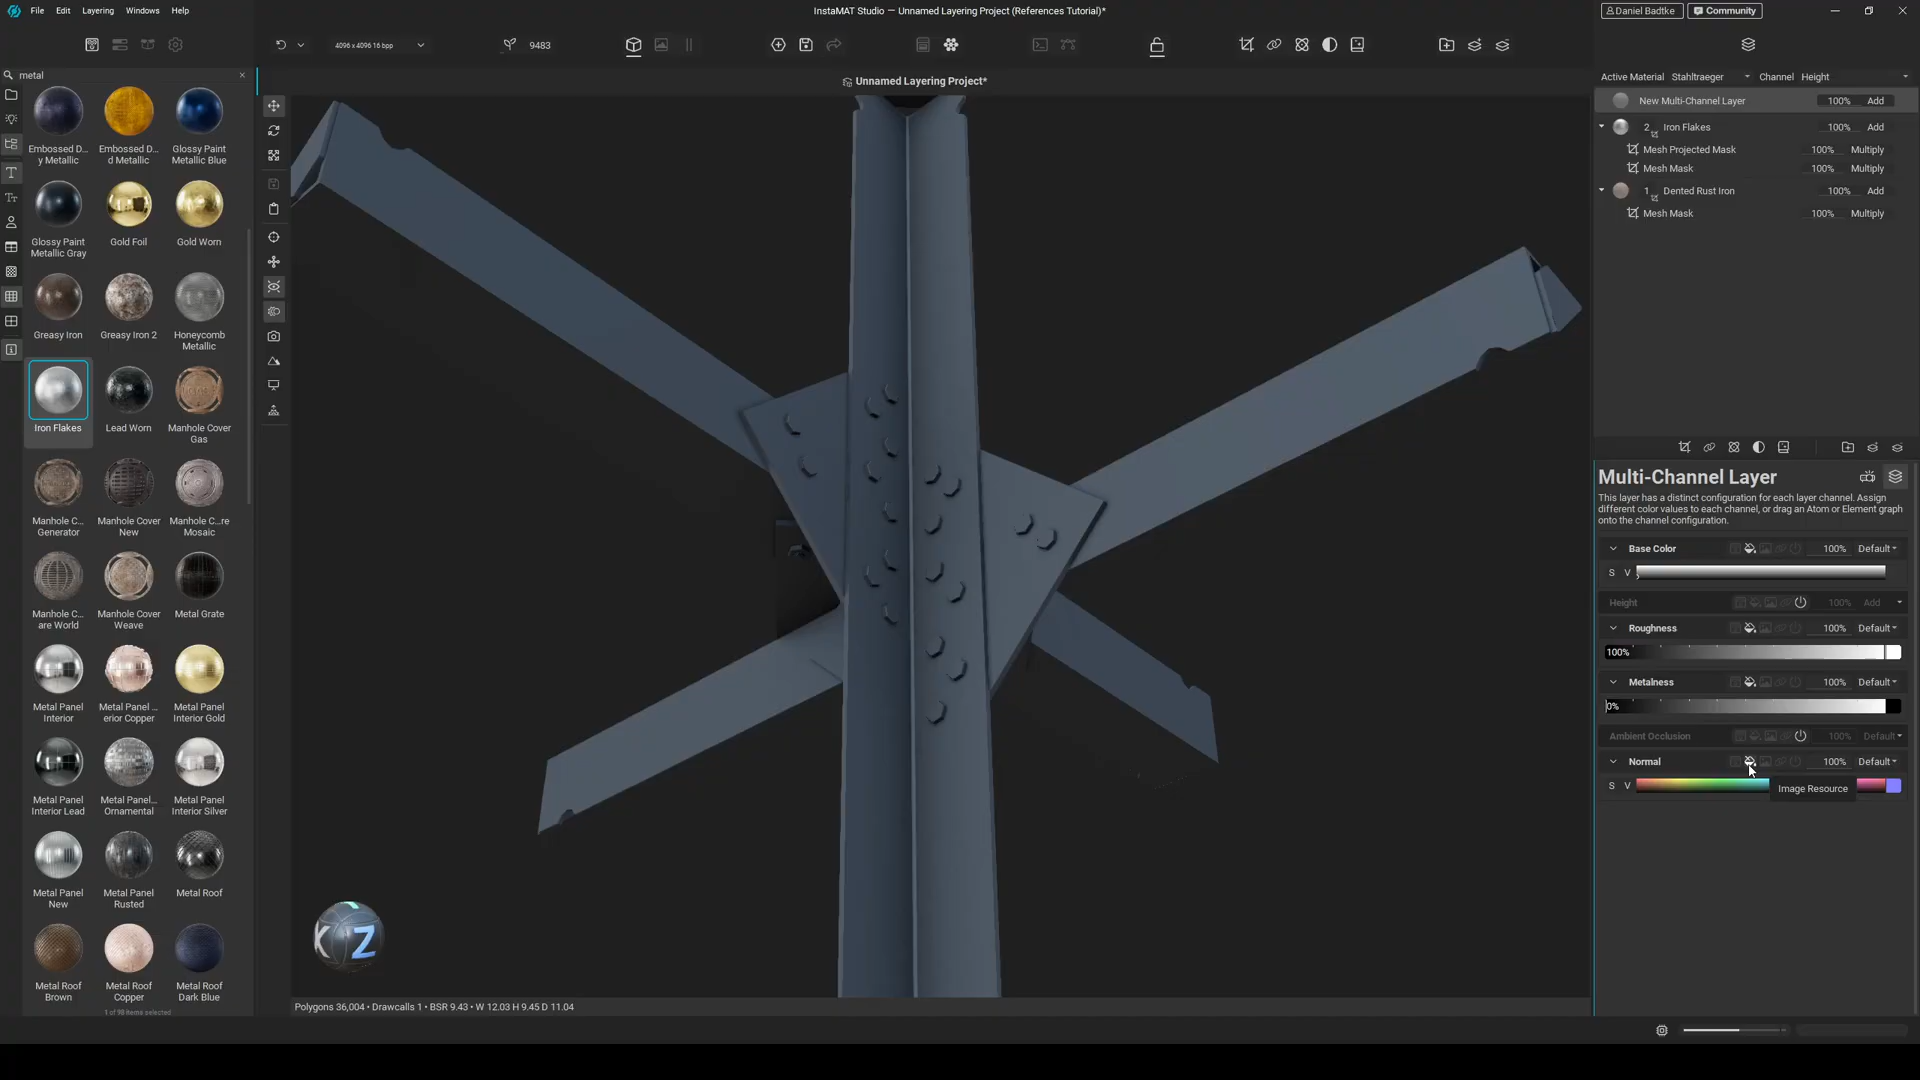 File Edit Layering Windows Help
InstaMAT Studio — Unnamed Layering Project (References Tutorial)*
Daniel Badtke Community
4096 x 4096 16 bpp
9483
metal
Unnamed Layering Project*
Active Material Stahltraeger Channel Height
New Multi-Channel Layer 100% Add
2 Iron Flakes 100% Add
Mesh Projected Mask 100% Multiply
Mesh Mask 100% Multiply
1 Dented Rust Iron 100% Add
Mesh Mask 100% Multiply
Embossed D... y Metallic
Embossed D... d Metallic
Glossy Paint Metallic Blue
Glossy Paint Metallic Gray
Gold Foil
Gold Worn
Greasy Iron
Greasy Iron 2
Honeycomb Metallic
Iron Flakes
Lead Worn
Manhole Cover Gas
Manhole C... Generator
Manhole Cover New
Manhole C...re Mosaic
Manhole C... are World
Manhole Cover Weave
Metal Grate
Metal Panel Interior
Metal Panel ... erior Copper
Metal Panel Interior Gold
Metal Panel Interior Lead
Metal Panel... Ornamental
Metal Panel Interior Silver
Metal Panel New
Metal Panel Rusted
Metal Roof
Metal Roof Brown
Metal Roof Copper
Metal Roof Dark Blue
1 of 98 items selected
K Z
Polygons 36,004 • Drawcalls 1 • BSR 9.43 • W 12.03 H 9.45 D 11.04
Multi-Channel Layer
This layer has a distinct configuration for each layer channel. Assign
different color values to each channel, or drag an Atom or Element graph
onto the channel configuration.
Base Color 100% Default
S V
Height 100% Add
Roughness 100% Default
100%
Metalness 100% Default
0%
Ambient Occlusion 100% Default
Normal 100% Default
S V
Image Resource